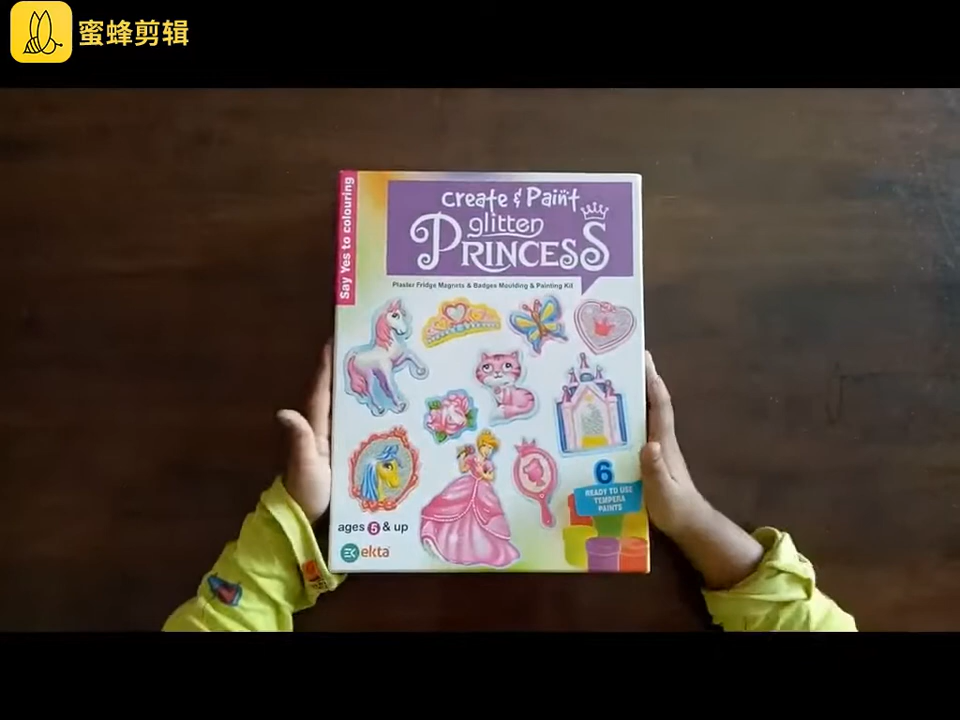 蜜蜂剪辑
Say Yes to colouring
create & Paint
glitter
PRINCESS
Plaster Fridge Magnets & Badges Moulding & Painting Kit
6
READY TO USE
TEMPERA
PAINTS
ages 5 & up
EK ekta